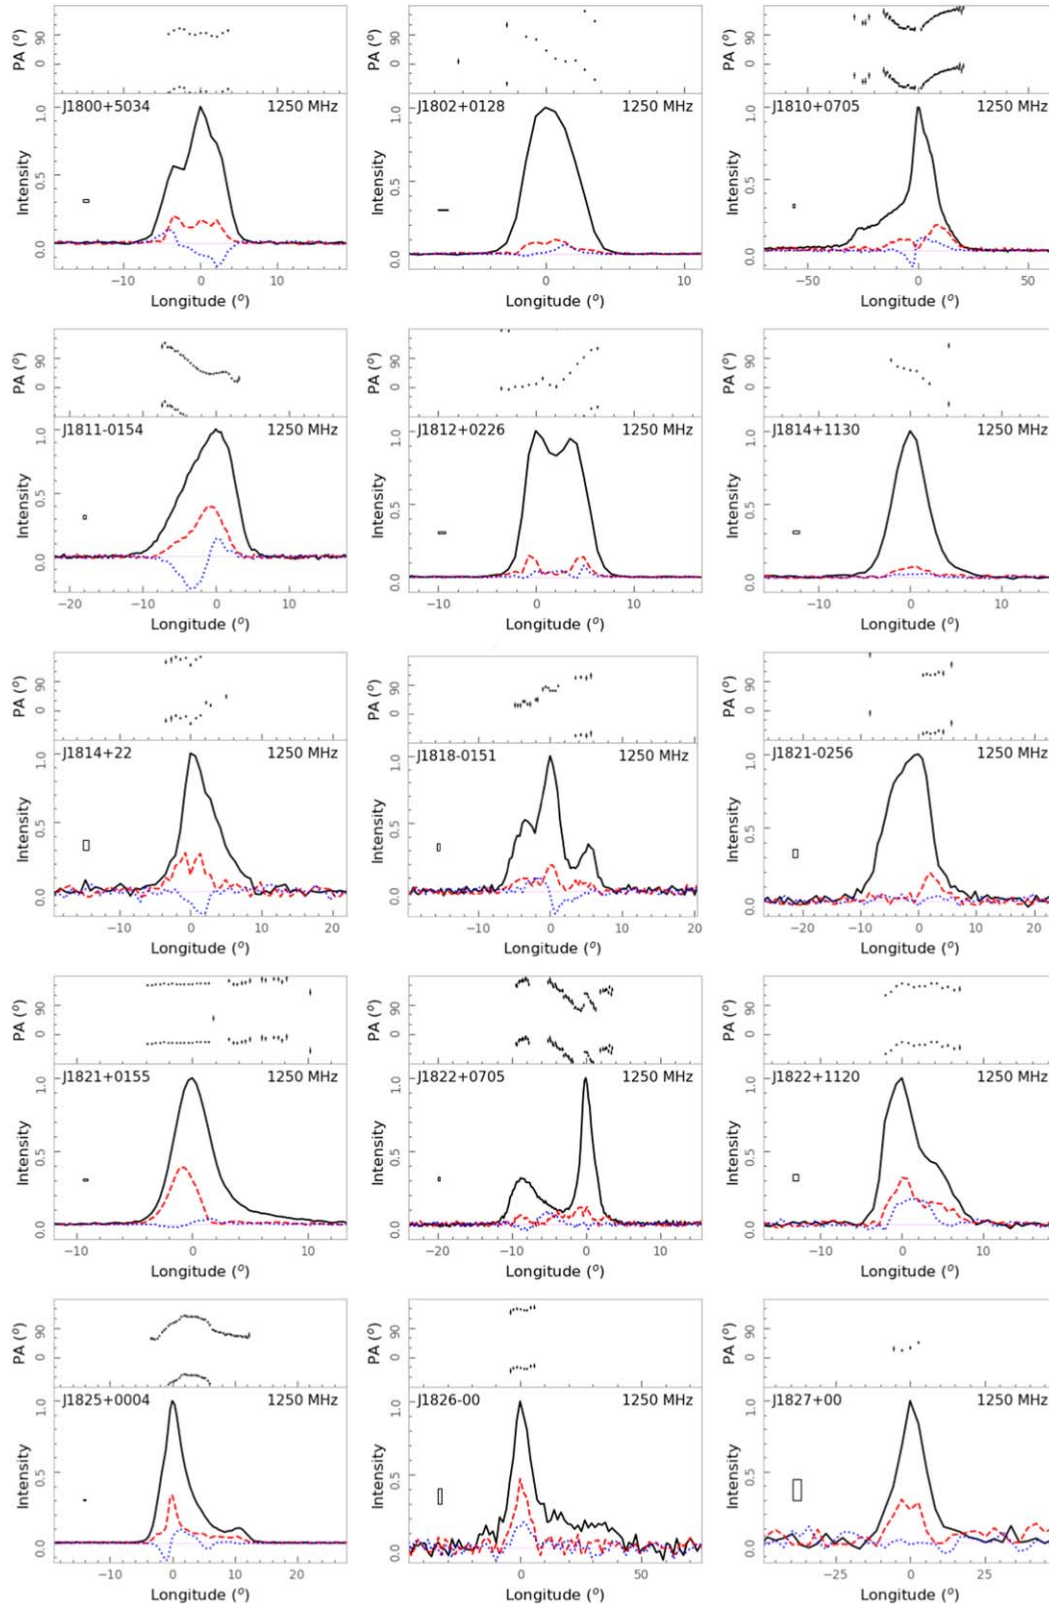 PA (°) 90 0
PA (°) 90 0
PA (°) 90 0
J1800+5034 1250 MHz
J1802+0128 1250 MHz
J1810+0705 1250 MHz
Intensity 1.0 0.5 0.0
Intensity 1.0 0.5 0.0
Intensity 1.0 0.5 0.0
−10 0 10
−10 0 10
−50 0 50
Longitude (°)
Longitude (°)
Longitude (°)
PA (°) 90 0
PA (°) 90 0
PA (°) 90 0
J1811-0154 1250 MHz
J1812+0226 1250 MHz
J1814+1130 1250 MHz
Intensity 1.0 0.5 0.0
Intensity 1.0 0.5 0.0
Intensity 1.0 0.5 0.0
−20 −10 0 10
−10 0 10
−10 0 10
Longitude (°)
Longitude (°)
Longitude (°)
PA (°) 90 0
PA (°) 90 0
PA (°) 90 0
J1814+22 1250 MHz
J1818-0151 1250 MHz
J1821-0256 1250 MHz
Intensity 1.0 0.5 0.0
Intensity 1.0 0.5 0.0
Intensity 1.0 0.5 0.0
−10 0 10 20
−10 0 10 20
−20 −10 0 10 20
Longitude (°)
Longitude (°)
Longitude (°)
PA (°) 90 0
PA (°) 90 0
PA (°) 90 0
J1821+0155 1250 MHz
J1822+0705 1250 MHz
J1822+1120 1250 MHz
Intensity 1.0 0.5 0.0
Intensity 1.0 0.5 0.0
Intensity 1.0 0.5 0.0
−10 0 10
−20 −10 0 10
−10 0 10
Longitude (°)
Longitude (°)
Longitude (°)
PA (°) 90 0
PA (°) 90 0
PA (°) 90 0
J1825+0004 1250 MHz
J1826-00 1250 MHz
J1827+00 1250 MHz
Intensity 1.0 0.5 0.0
Intensity 1.0 0.5 0.0
Intensity 1.0 0.5 0.0
−10 0 10 20
−25 0 25 50
−25 0 25
Longitude (°)
Longitude (°)
Longitude (°)